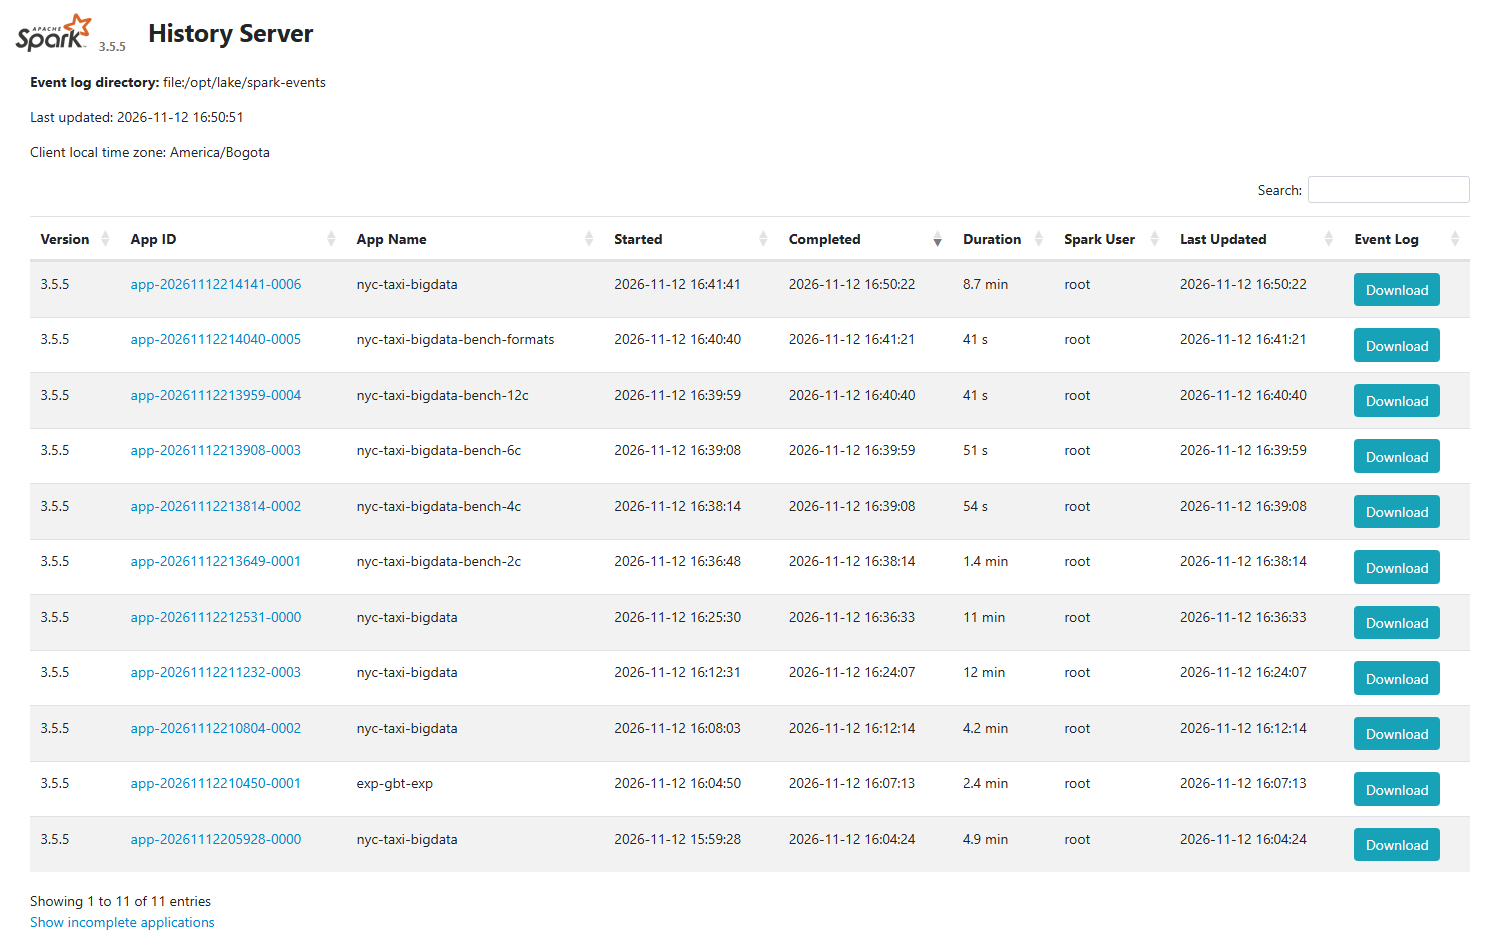 APACHE Spark 3.5.5 History Server
Event log directory: file:/opt/lake/spark-events
Last updated: 2026-11-12 16:50:51
Client local time zone: America/Bogota
Search:
Version App ID App Name Started Completed Duration Spark User Last Updated Event Log
3.5.5 app-20261112214141-0006 nyc-taxi-bigdata 2026-11-12 16:41:41 2026-11-12 16:50:22 8.7 min root 2026-11-12 16:50:22 Download
3.5.5 app-20261112214040-0005 nyc-taxi-bigdata-bench-formats 2026-11-12 16:40:40 2026-11-12 16:41:21 41 s root 2026-11-12 16:41:21 Download
3.5.5 app-20261112213959-0004 nyc-taxi-bigdata-bench-12c 2026-11-12 16:39:59 2026-11-12 16:40:40 41 s root 2026-11-12 16:40:40 Download
3.5.5 app-20261112213908-0003 nyc-taxi-bigdata-bench-6c 2026-11-12 16:39:08 2026-11-12 16:39:59 51 s root 2026-11-12 16:39:59 Download
3.5.5 app-20261112213814-0002 nyc-taxi-bigdata-bench-4c 2026-11-12 16:38:14 2026-11-12 16:39:08 54 s root 2026-11-12 16:39:08 Download
3.5.5 app-20261112213649-0001 nyc-taxi-bigdata-bench-2c 2026-11-12 16:36:48 2026-11-12 16:38:14 1.4 min root 2026-11-12 16:38:14 Download
3.5.5 app-20261112212531-0000 nyc-taxi-bigdata 2026-11-12 16:25:30 2026-11-12 16:36:33 11 min root 2026-11-12 16:36:33 Download
3.5.5 app-20261112211232-0003 nyc-taxi-bigdata 2026-11-12 16:12:31 2026-11-12 16:24:07 12 min root 2026-11-12 16:24:07 Download
3.5.5 app-20261112210804-0002 nyc-taxi-bigdata 2026-11-12 16:08:03 2026-11-12 16:12:14 4.2 min root 2026-11-12 16:12:14 Download
3.5.5 app-20261112210450-0001 exp-gbt-exp 2026-11-12 16:04:50 2026-11-12 16:07:13 2.4 min root 2026-11-12 16:07:13 Download
3.5.5 app-20261112205928-0000 nyc-taxi-bigdata 2026-11-12 15:59:28 2026-11-12 16:04:24 4.9 min root 2026-11-12 16:04:24 Download
Showing 1 to 11 of 11 entries
Show incomplete applications